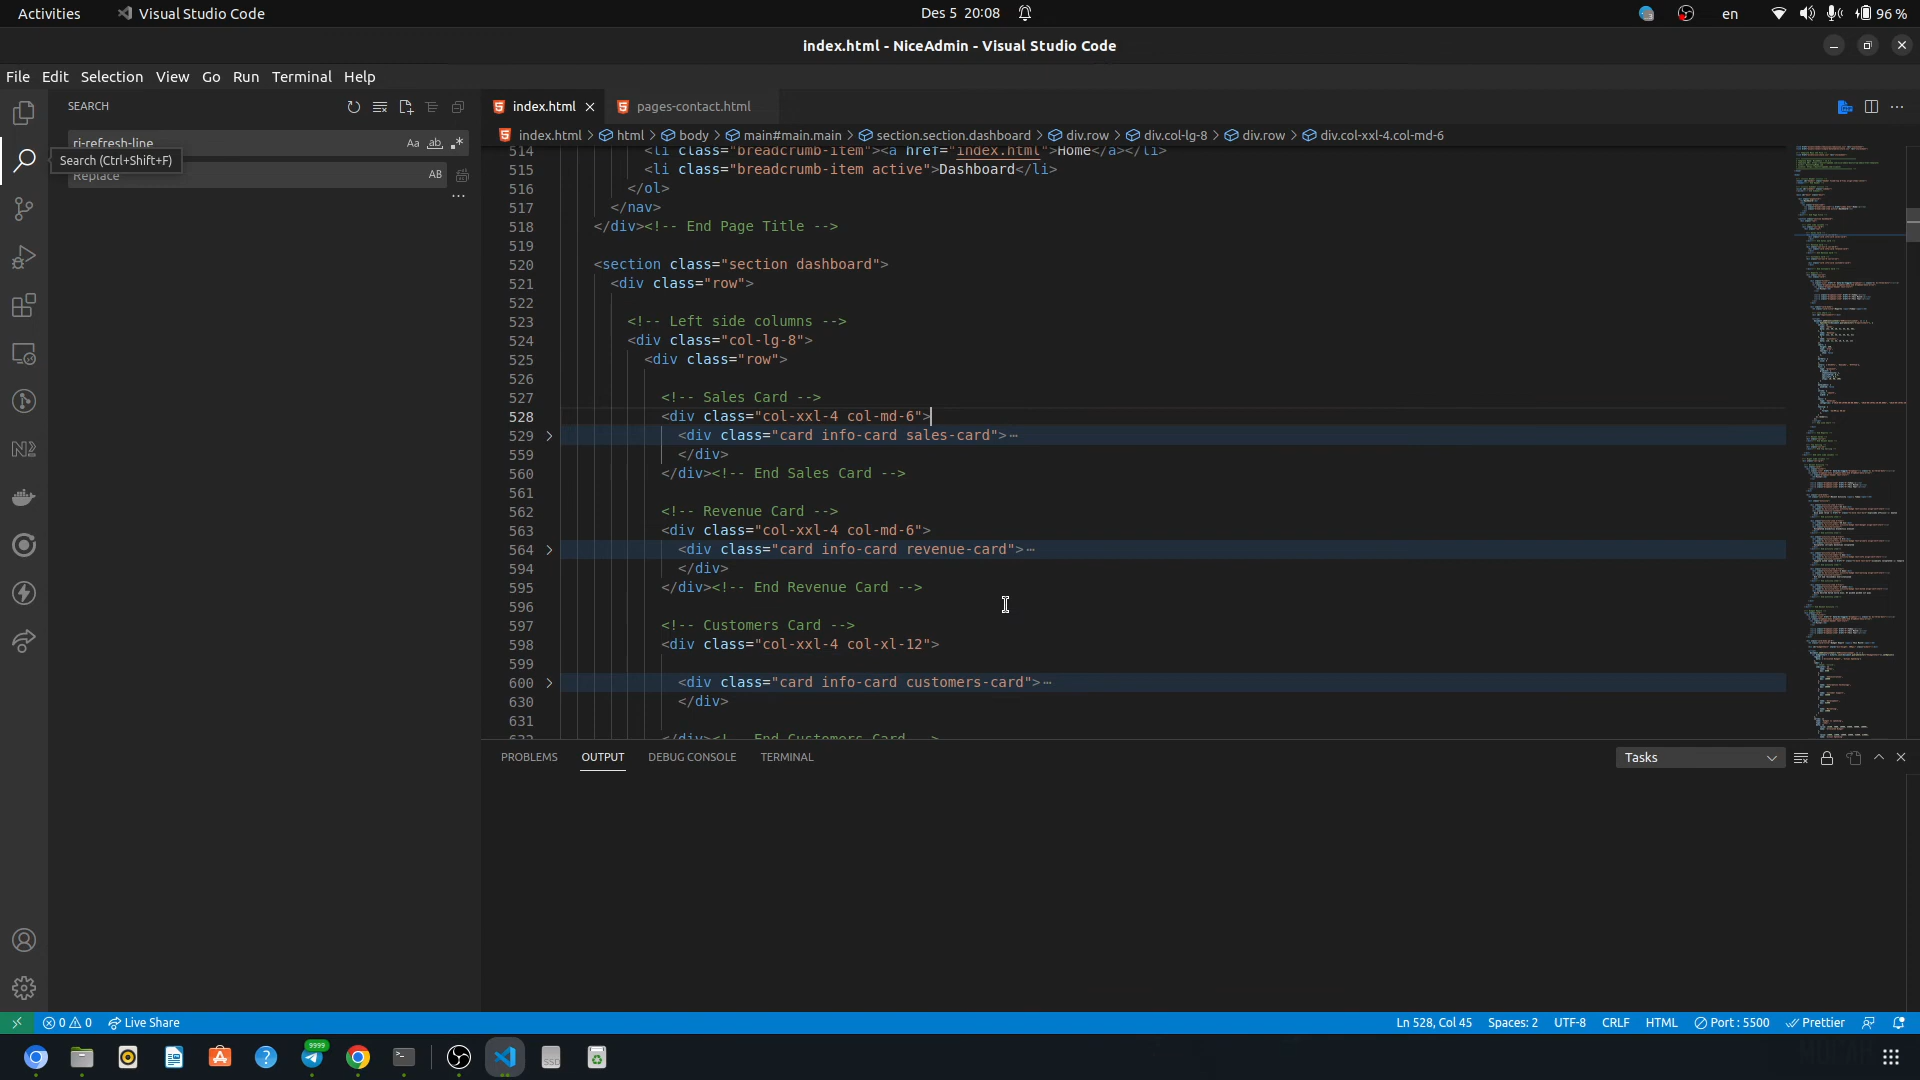 Activities
Visual Studio Code
Des 5 20:08
en
96 %
index.html - NiceAdmin - Visual Studio Code
File Edit Selection View Go Run Terminal Help
SEARCH
ri-refresh-line
Aa ab
Search (Ctrl+Shift+F)
Replace
AB
index.html
pages-contact.html
index.html > html > body > main#main.main > section.section.dashboard > div.row > div.col-lg-8 > div.row > div.col-xxl-4.col-md-6
514 <li class="breadcrumb-item"><a href="index.html">Home</a></li>
515 <li class="breadcrumb-item active">Dashboard</li>
516 </ol>
517 </nav>
518 </div><!-- End Page Title -->
519
520 <section class="section dashboard">
521 <div class="row">
522
523 <!-- Left side columns -->
524 <div class="col-lg-8">
525 <div class="row">
526
527 <!-- Sales Card -->
528 <div class="col-xxl-4 col-md-6">
529 <div class="card info-card sales-card">⋯
559 </div>
560 </div><!-- End Sales Card -->
561
562 <!-- Revenue Card -->
563 <div class="col-xxl-4 col-md-6">
564 <div class="card info-card revenue-card">⋯
594 </div>
595 </div><!-- End Revenue Card -->
596
597 <!-- Customers Card -->
598 <div class="col-xxl-4 col-xl-12">
599
600 <div class="card info-card customers-card">⋯
630 </div>
631
632 </div><!-- End Customers Card -->
PROBLEMS OUTPUT DEBUG CONSOLE TERMINAL
Tasks
0 0 Live Share
Ln 528, Col 45 Spaces: 2 UTF-8 CRLF HTML Port : 5500 Prettier
9999
SSD